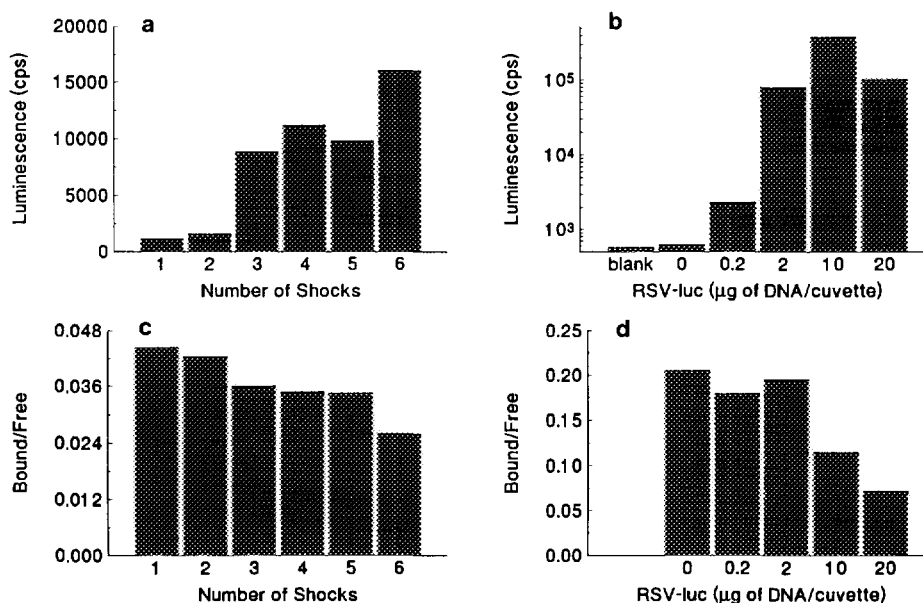 a
Luminescence (cps)
20000
15000
10000
5000
0
1 2 3 4 5 6
Number of Shocks
b
Luminescence (cps)
10⁵
10⁴
10³
blank 0 0.2 2 10 20
RSV-luc (µg of DNA/cuvette)
c
Bound/Free
0.048
0.036
0.024
0.012
0.000
1 2 3 4 5 6
Number of Shocks
d
Bound/Free
0.25
0.20
0.15
0.10
0.05
0.00
0 0.2 2 10 20
RSV-luc (µg of DNA/cuvette)